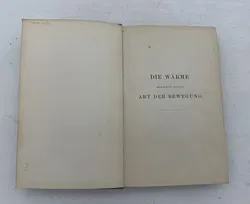 DIE WÄRME
ART DER BEWEGUNG.